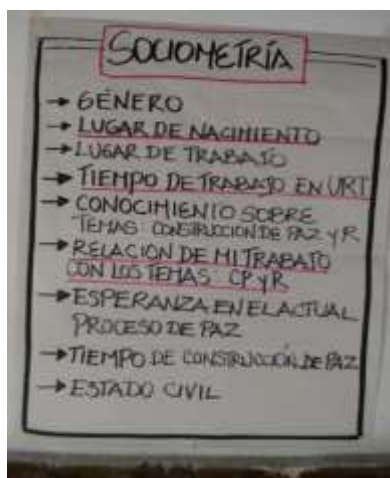 SOCIOMETRÍA
→ GÉNERO
→ LUGAR DE NACIMIENTO
→ LUGAR DE TRABAJO
→ TIEMPO DE TRABAJO EN URT
→ CONOCIMIENTO SOBRE
TEMAS: CONSTRUCCION DE PAZ Y R
→ RELACION DE MI TRABAJO
CON LOS TEMAS: CP y R
→ ESPERANZA EN EL ACTUAL
PROCESO DE PAZ
→ TIEMPO DE CONSTRUCCIÓN DE PAZ
→ ESTADO CIVIL